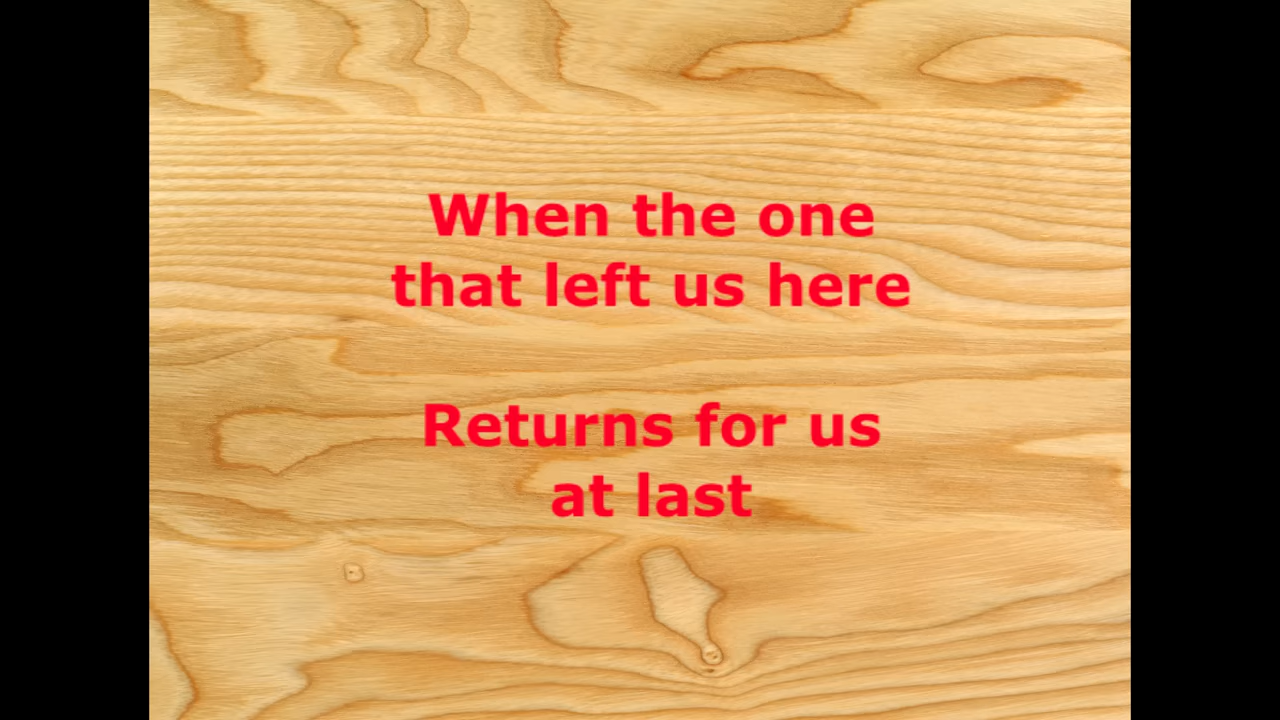 When the one
that left us here
Returns for us
at last